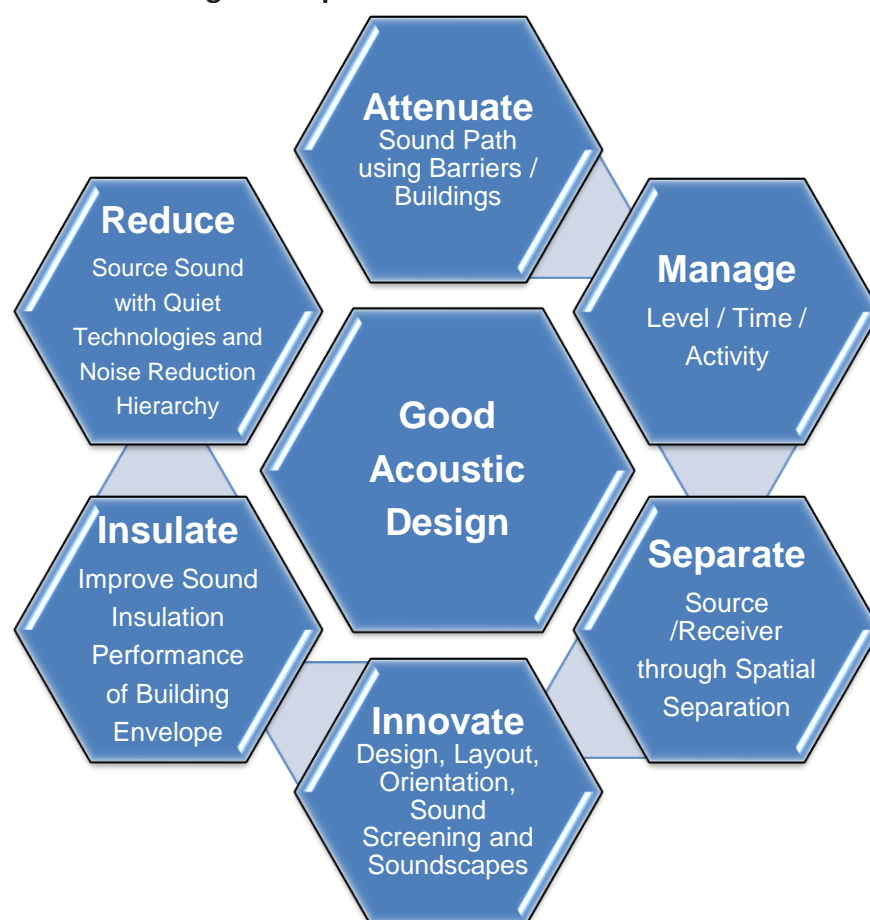 Attenuate
Sound Path
using Barriers /
Buildings
Reduce
Source Sound
with Quiet
Technologies and
Noise Reduction
Hierarchy
Manage
Level / Time /
Activity
Good
Acoustic
Design
Insulate
Improve Sound
Insulation
Performance
of Building
Envelope
Separate
Source
/Receiver
through Spatial
Separation
Innovate
Design, Layout,
Orientation,
Sound
Screening and
Soundscapes